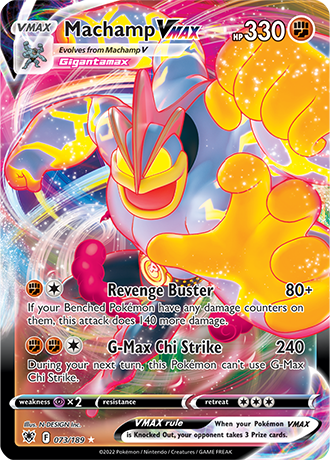 VMAX
Machamp VMAX
HP 330
Evolves from Machamp V
Gigantamax
Revenge Buster 80+
If your Benched Pokémon have any damage counters on
them, this attack does 140 more damage.
G-Max Chi Strike 240
During your next turn, this Pokémon can't use G-Max
Chi Strike.
weakness ×2 resistance retreat
Illus. N-DESIGN Inc.
F 073/189
VMAX rule When your Pokémon VMAX
is Knocked Out, your opponent takes 3 Prize cards.
©2022 Pokémon / Nintendo / Creatures / GAME FREAK